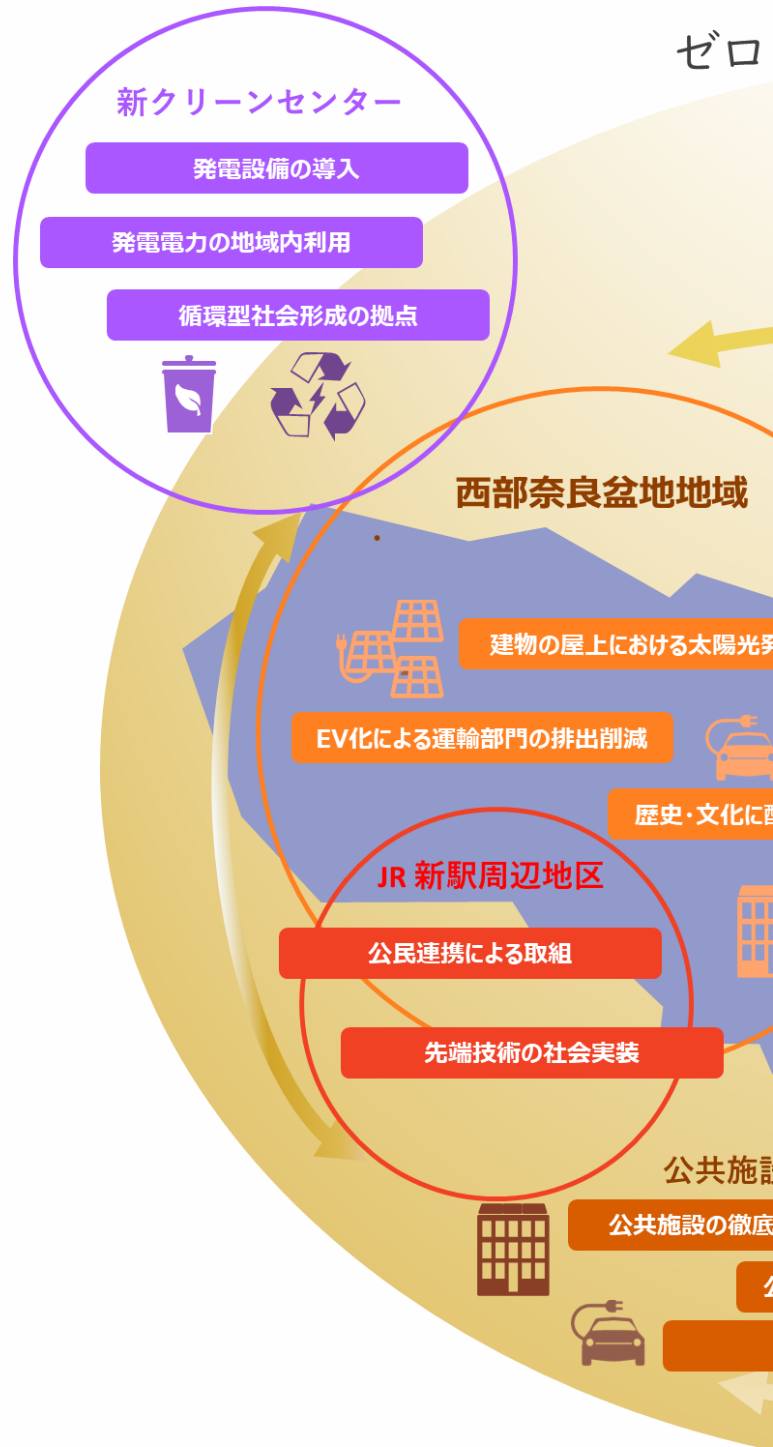 ゼロ
新クリーンセンター
発電設備の導入
発電電力の地域内利用
循環型社会形成の拠点
西部奈良盆地地域
建物の屋上における太陽光発
EV化による運輸部門の排出削減
歴史・文化に配
JR 新駅周辺地区
公民連携による取組
先端技術の社会実装
公共施設
公共施設の徹底
公